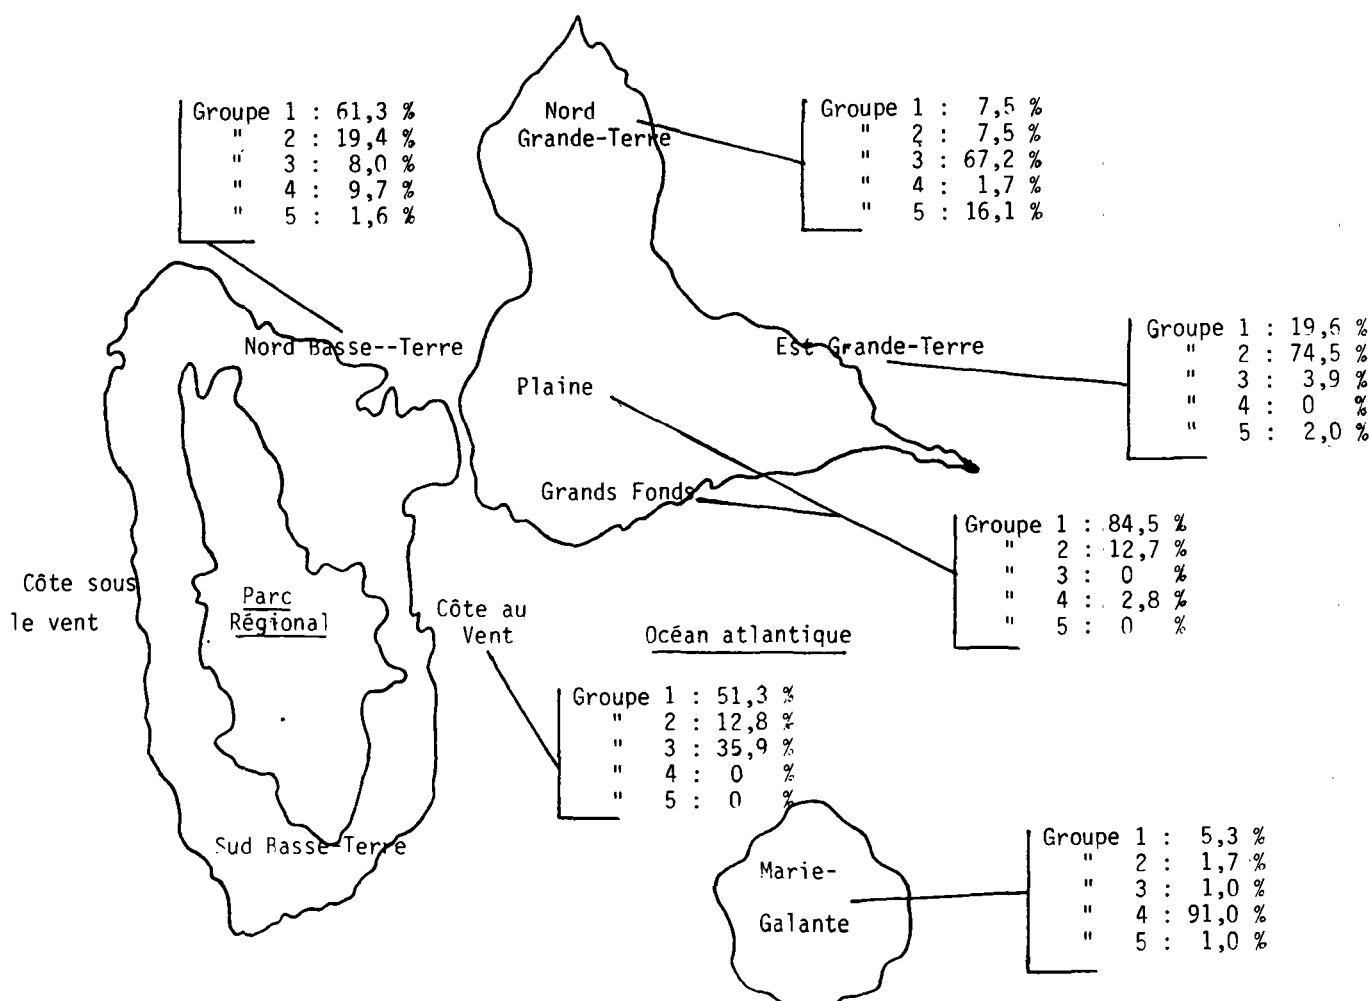 Groupe 1 : 61,3 %
" 2 : 19,4 %
" 3 : 8,0 %
" 4 : 9,7 %
" 5 : 1,6 %
Nord
Grande-Terre
Groupe 1 : 7,5 %
" 2 : 7,5 %
" 3 : 67,2 %
" 4 : 1,7 %
" 5 : 16,1 %
Nord Basse--Terre
Est Grande-Terre
Groupe 1 : 19,6 %
" 2 : 74,5 %
" 3 : 3,9 %
" 4 : 0 %
" 5 : 2,0 %
Plaine
Grands Fonds
Groupe 1 : 84,5 %
" 2 : 12,7 %
" 3 : 0 %
" 4 : 2,8 %
" 5 : 0 %
Côte sous
le vent
Parc
Régional
Côte au
Vent
Océan atlantique
Groupe 1 : 51,3 %
" 2 : 12,8 %
" 3 : 35,9 %
" 4 : 0 %
" 5 : 0 %
Sud Basse-Terre
Marie-
Galante
Groupe 1 : 5,3 %
" 2 : 1,7 %
" 3 : 1,0 %
" 4 : 91,0 %
" 5 : 1,0 %